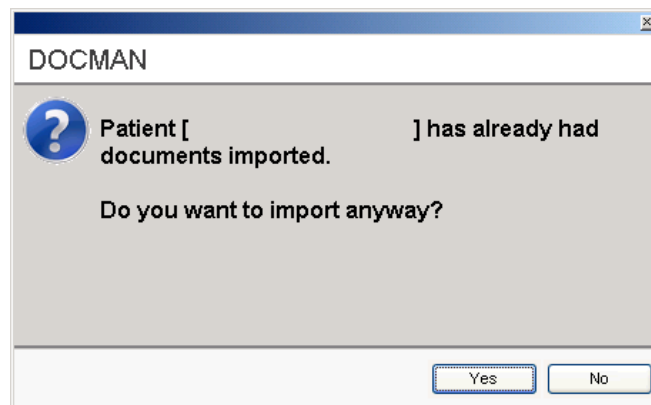 DOCMAN
Patient [ ] has already had
documents imported.
Do you want to import anyway?
Yes No